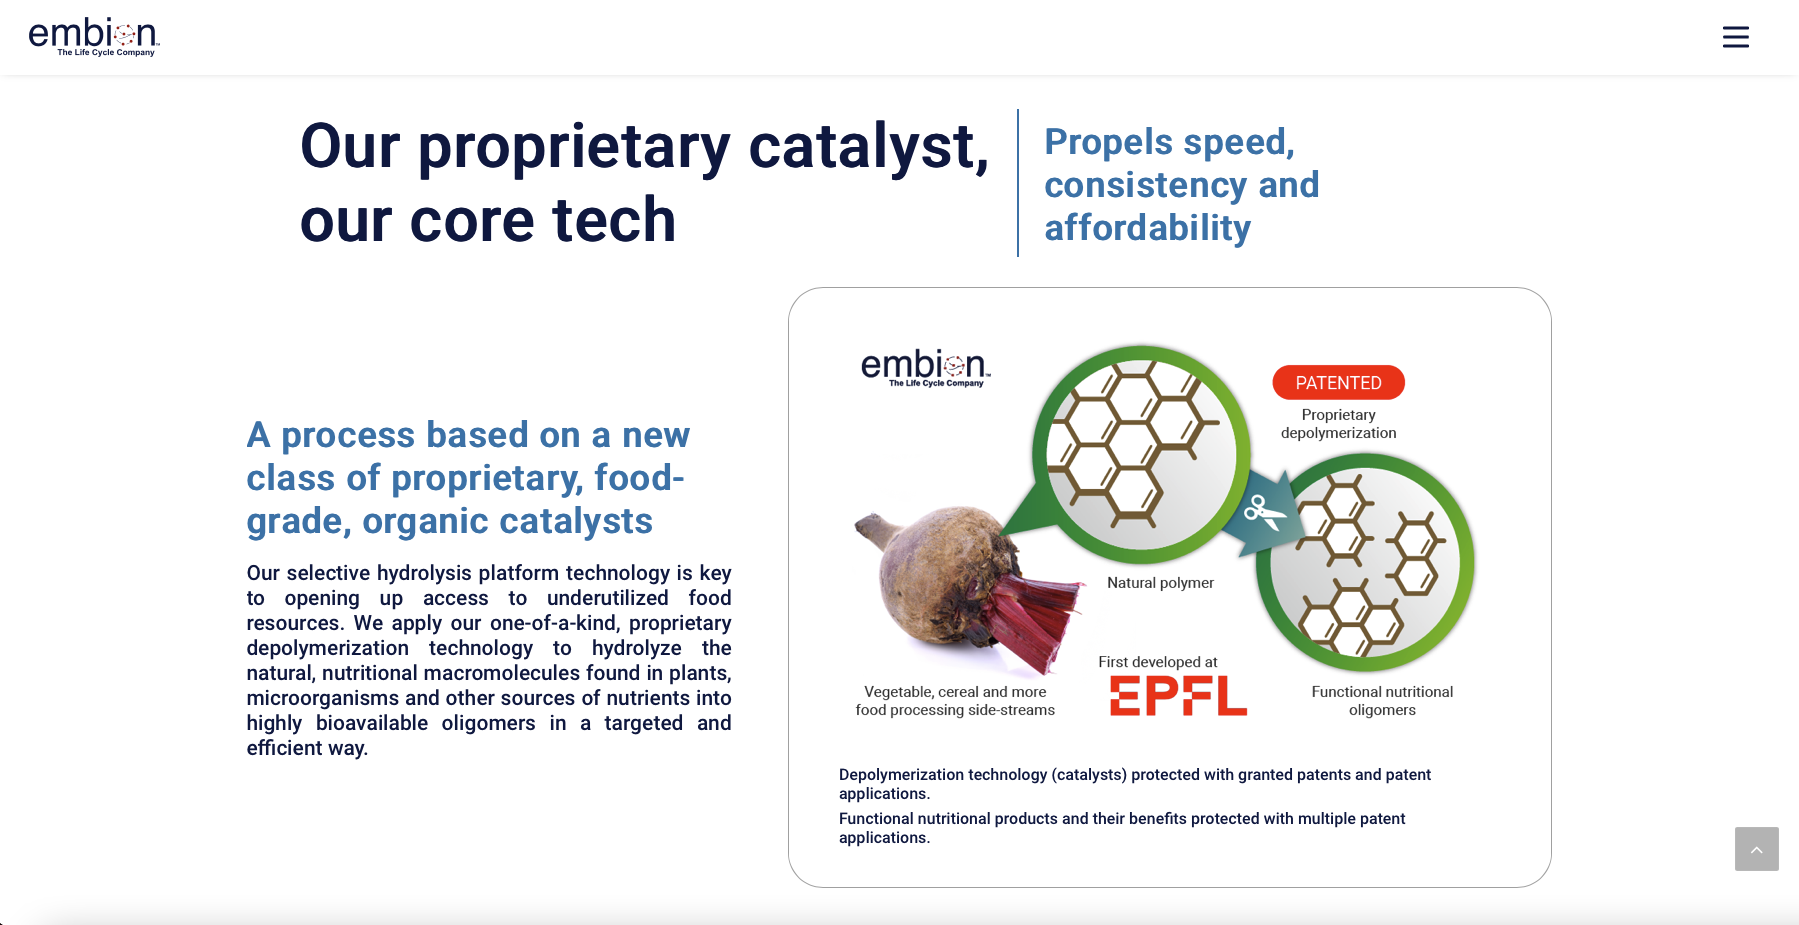 embion™
The Life Cycle Company
Our proprietary catalyst,
our core tech
Propels speed,
consistency and
affordability
A process based on a new
class of proprietary, food-
grade, organic catalysts
Our selective hydrolysis platform technology is key
to opening up access to underutilized food
resources. We apply our one-of-a-kind, proprietary
depolymerization technology to hydrolyze the
natural, nutritional macromolecules found in plants,
microorganisms and other sources of nutrients into
highly bioavailable oligomers in a targeted and
efficient way.
embion™
The Life Cycle Company
PATENTED
Proprietary
depolymerization
Natural polymer
First developed at
EPFL
Vegetable, cereal and more
food processing side-streams
Functional nutritional
oligomers
Depolymerization technology (catalysts) protected with granted patents and patent
applications.
Functional nutritional products and their benefits protected with multiple patent
applications.